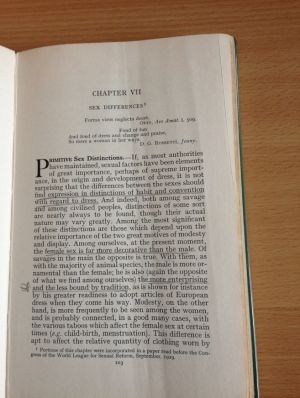 CHAPTER VII
SEX DIFFERENCES*
Forma viros neglecta decet.
OVID, Ars Amat. i. 509.
Fond of fun
And fond of dress and change and praise,
So mere a woman in her ways.
D. G. ROSSETTI, Jenny.
PRIMITIVE Sex Distinctions.—If, as most authorities
have maintained, sexual factors have been elements
of great importance, perhaps of supreme import-
ance, in the origin and development of dress, it is not
surprising that the differences between the sexes should
find expression in distinctions of habit and convention
with regard to dress. And indeed, both among savage
and among civilised peoples, distinctions of some sort
are nearly always to be found, though their actual
nature may vary greatly. Among the most significant
of these distinctions are those which depend upon the
relative importance of the two great motives of modesty
and display. Among ourselves, at the present moment,
the female sex is far more decorative than the male. Of
savages in the main the opposite is true. With them, as
with the majority of animal species, the male is more or-
namental than the female; he is also (again the opposite
of what we find among ourselves) the more enterprising
and the less bound by tradition, as is shown for instance
by his greater readiness to adopt articles of European
dress when they come his way. Modesty, on the other
hand, is more frequently to be seen among the women,
and is probably connected, in a good many cases, with
the various taboos which affect the female sex at certain
times (e.g. child-birth, menstruation). This difference is
apt to affect the relative quantity of clothing worn by
* Portions of this chapter were incorporated in a paper read before the Con-
gress of the World League for Sexual Reform, September, 1929.
103